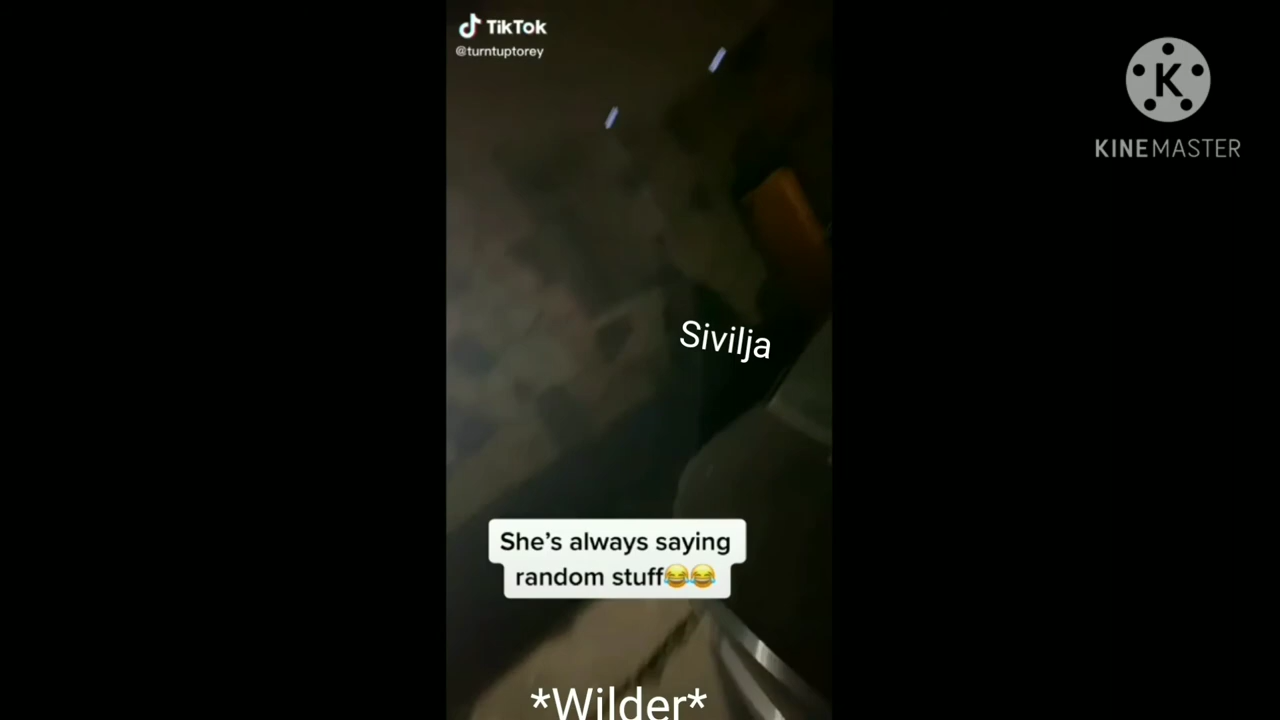 TikTok
@turntuptorey
K
KINEMASTER
Sivilja
She's always saying
random stuff😂😂
*Wilder*